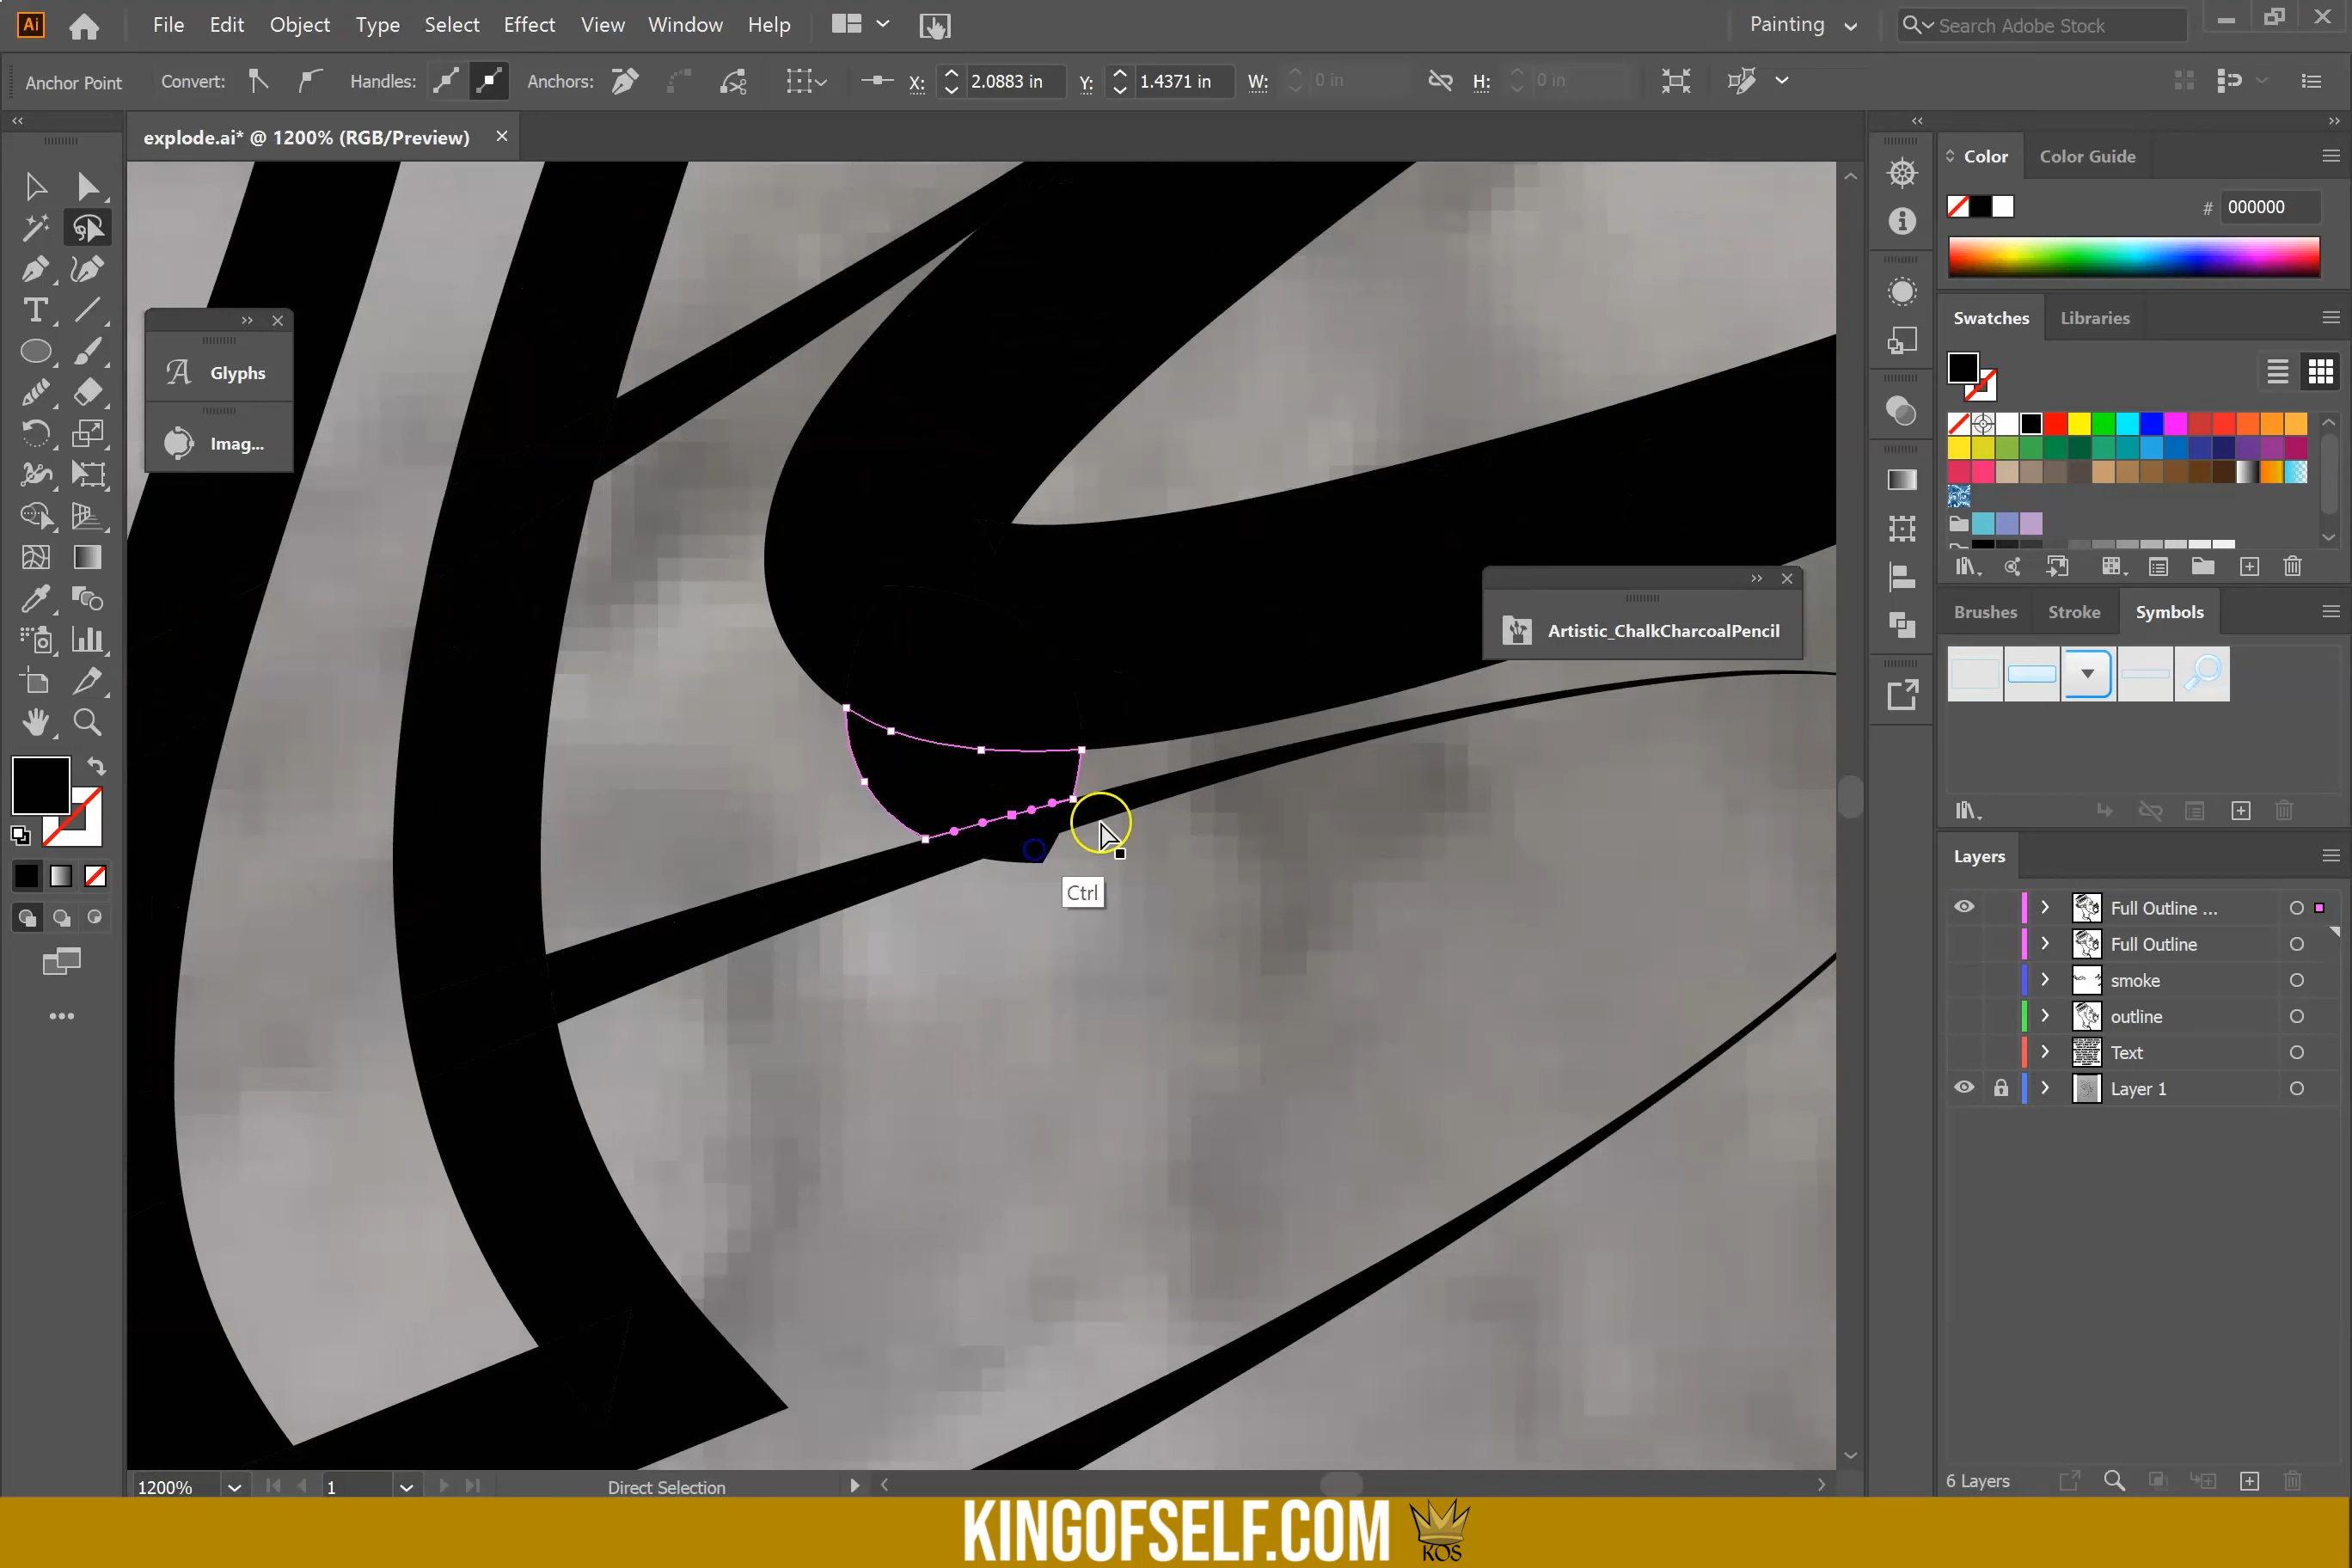 Ai File Edit Object Type Select Effect View Window Help Painting Search Adobe Stock
Anchor Point Convert: Handles: Anchors: X: 2.0883 in Y: 1.4371 in W: 0 in H: 0 in
explode.ai* @ 1200% (RGB/Preview)
Color Color Guide
# 000000
Swatches Libraries
Glyphs
Imag...
Artistic_ChalkCharcoalPencil
Brushes Stroke Symbols
Ctrl
Layers
Full Outline ...
Full Outline
smoke
outline
Text
Layer 1
6 Layers
1200% 1 Direct Selection
KINGOFSELF.COM KOS